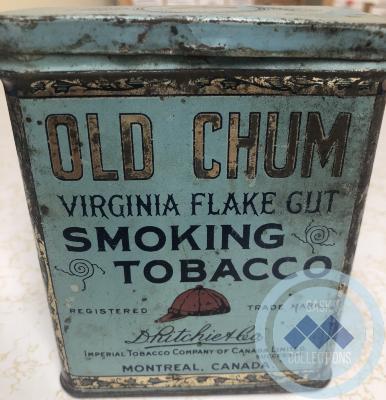 OLD CHUM
VIRGINIA FLAKE CUT
SMOKING
TOBACCO
REGISTERED TRADE MARK
D. Ritchie & Co.
IMPERIAL TOBACCO COMPANY OF CANADA LIMITED
MONTREAL, CANADA.
GASKI
COLLECTIONS